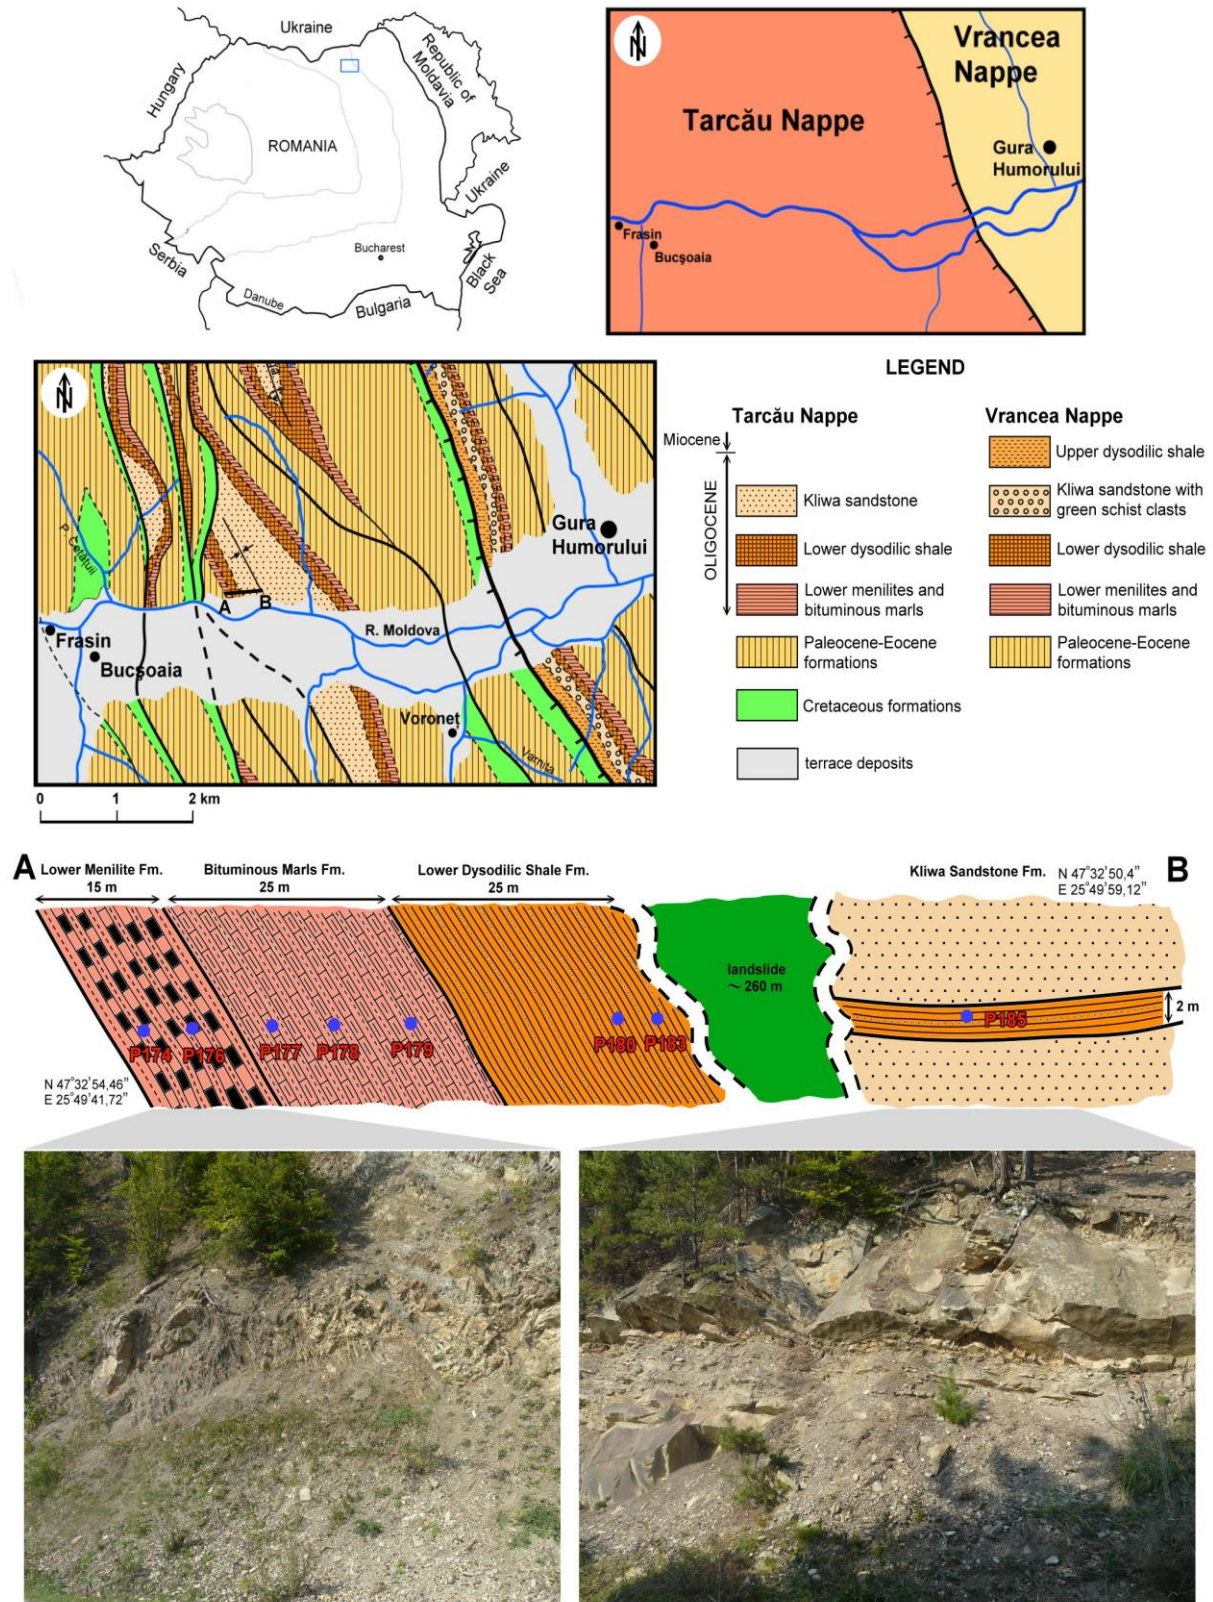 Ukraine
Hungary
Republic of
Moldavia
ROMANIA
Ukraine
Bucharest
Serbia
Black
Sea
Danube
Bulgaria
N
Vrancea
Nappe
Tarcău Nappe
Gura
Humorului
Frasin
Bucşoaia
N
P. Cetăţuii
Gura
Humorului
A
B
R. Moldova
Frasin
Bucşoaia
Voroneţ
Varniţa
0 1 2 km
LEGEND
Tarcău Nappe
Vrancea Nappe
Miocene
OLIGOCENE
Upper dysodilic shale
Kliwa sandstone
Kliwa sandstone with
green schist clasts
Lower dysodilic shale
Lower dysodilic shale
Lower menilites and
bituminous marls
Lower menilites and
bituminous marls
Paleocene-Eocene
formations
Paleocene-Eocene
formations
Cretaceous formations
terrace deposits
A
Lower Menilite Fm.
15 m
Bituminous Marls Fm.
25 m
Lower Dysodilic Shale Fm.
25 m
Kliwa Sandstone Fm.
N 47°32'50,4"
E 25°49'59,12"
B
landslide
~ 260 m
2 m
P174
P176
P177
P178
P179
P180
P183
P185
N 47°32'54,46"
E 25°49'41,72"